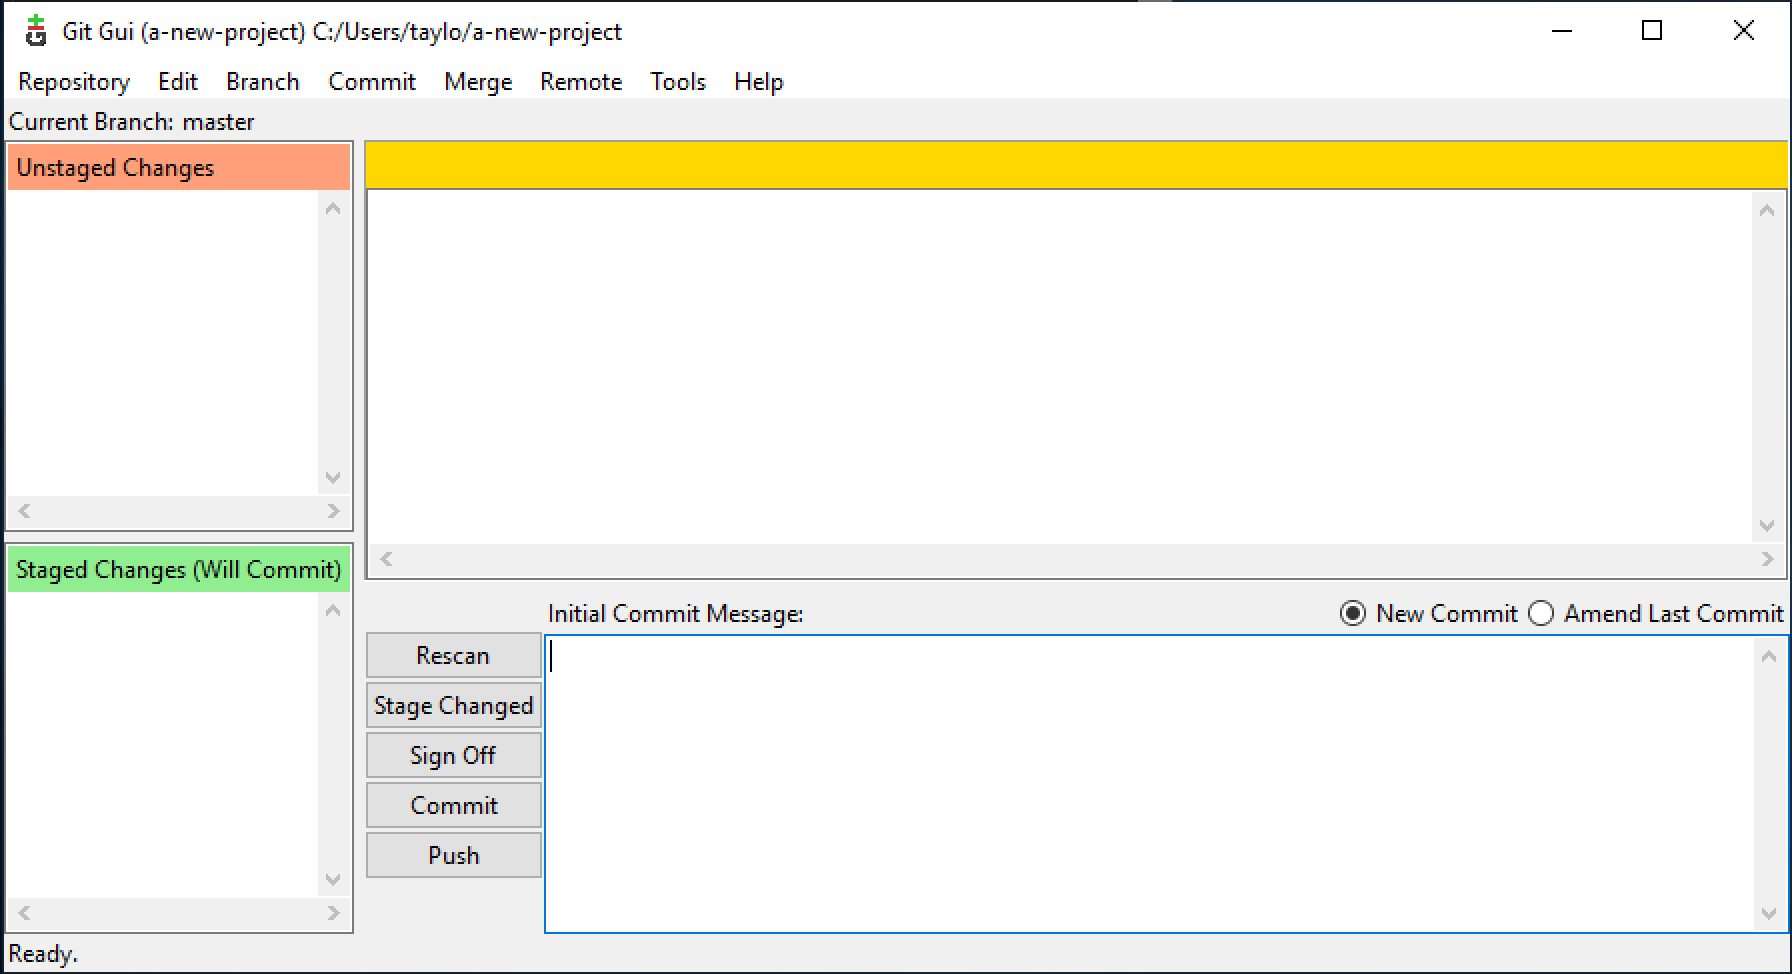 Git Gui (a-new-project) C:/Users/taylo/a-new-project
Repository Edit Branch Commit Merge Remote Tools Help
Current Branch: master
Unstaged Changes
Staged Changes (Will Commit)
Initial Commit Message:
New Commit
Amend Last Commit
Rescan
Stage Changed
Sign Off
Commit
Push
Ready.